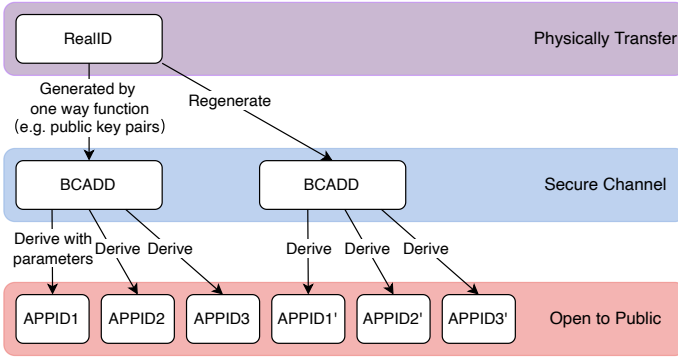 RealID
Physically Transfer
Generated by
one way function
(e.g. public key pairs)
Regenerate
BCADD
BCADD
Secure Channel
Derive with
parameters
Derive
Derive
Derive
Derive
Derive
APPID1
APPID2
APPID3
APPID1'
APPID2'
APPID3'
Open to Public